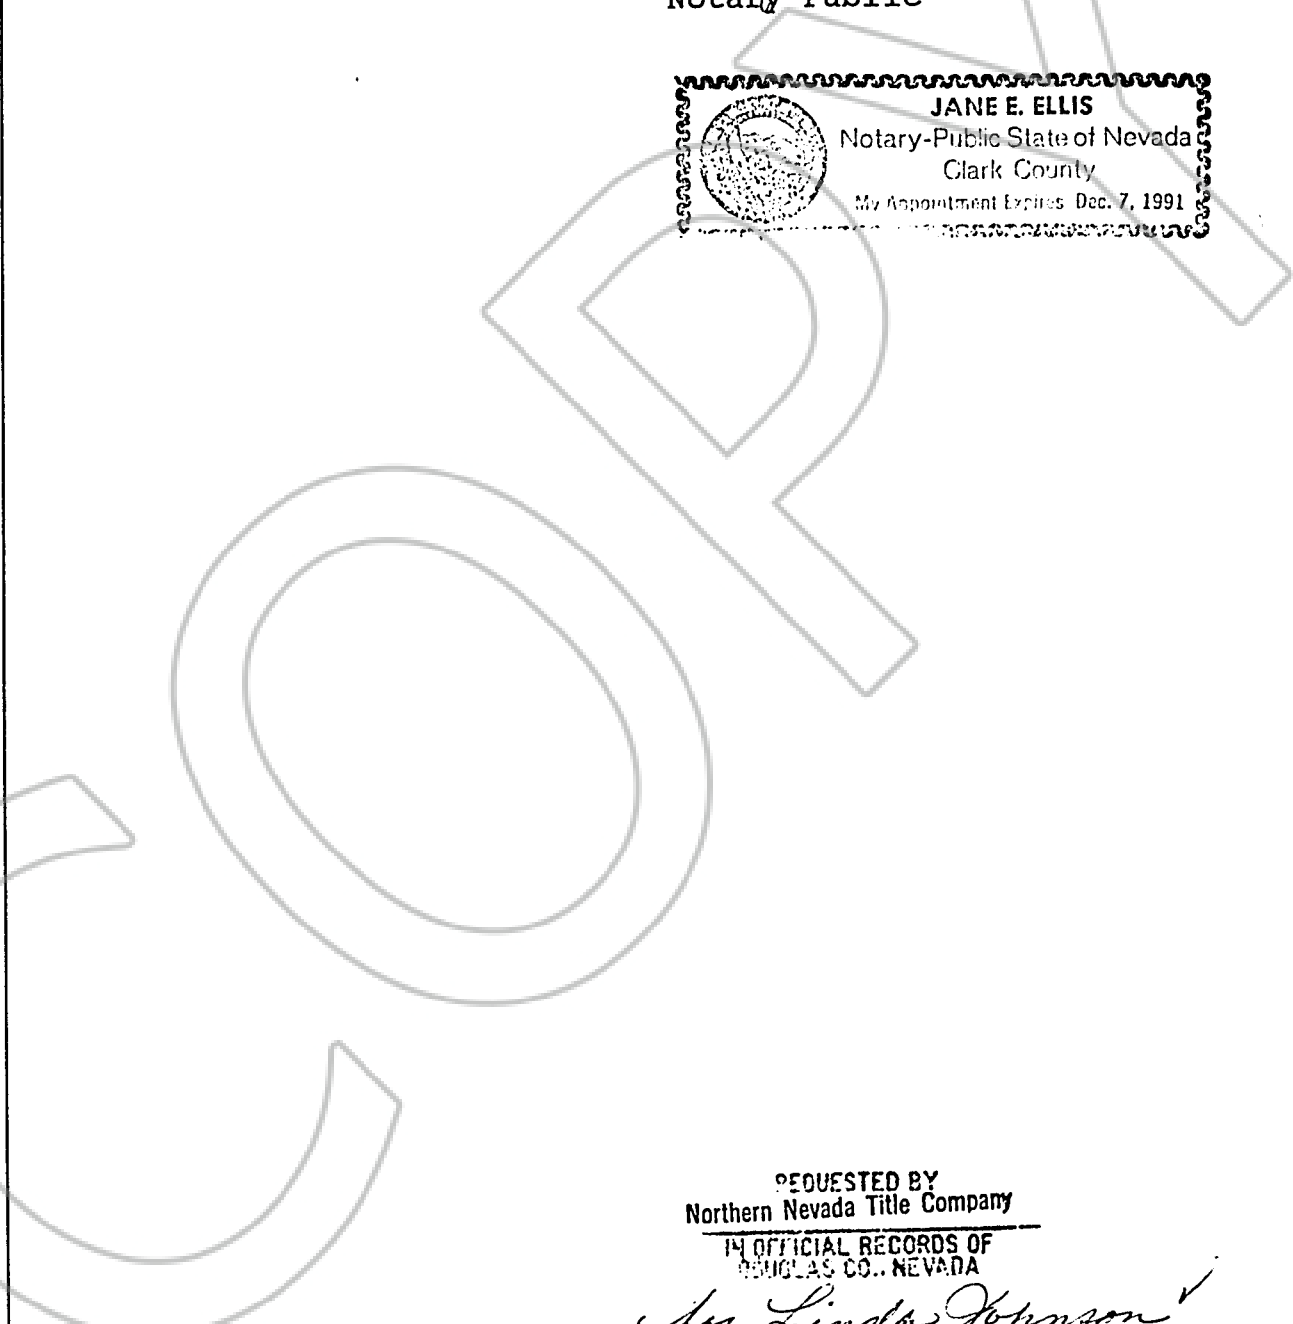 Notary Public
JANE E. ELLIS
Notary-Public State of Nevada
Clark County
My Appointment Expires Dec. 7, 1991
COPY
REQUESTED BY
Northern Nevada Title Company
IN OFFICIAL RECORDS OF
DOUGLAS CO., NEVADA
Linda Johnson